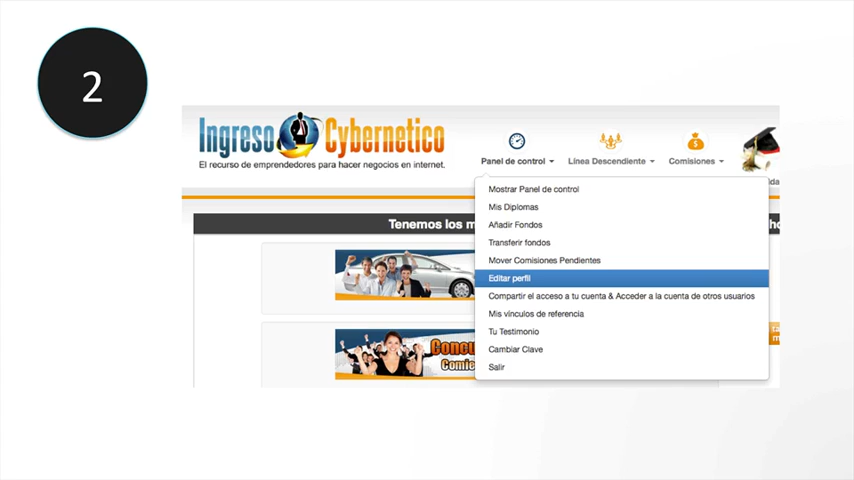 2
Ingreso Cybernetico
El recurso de emprendedores para hacer negocios en internet.
Panel de control
Línea Descendiente
Comisiones
Mostrar Panel de control
Mis Diplomas
Añadir Fondos
Transferir fondos
Mover Comisiones Pendientes
Editar perfil
Compartir el acceso a tu cuenta & Acceder a la cuenta de otros usuarios
Mis vínculos de referencia
Tu Testimonio
Cambiar Clave
Salir
Tenemos los m
Concu
Comie